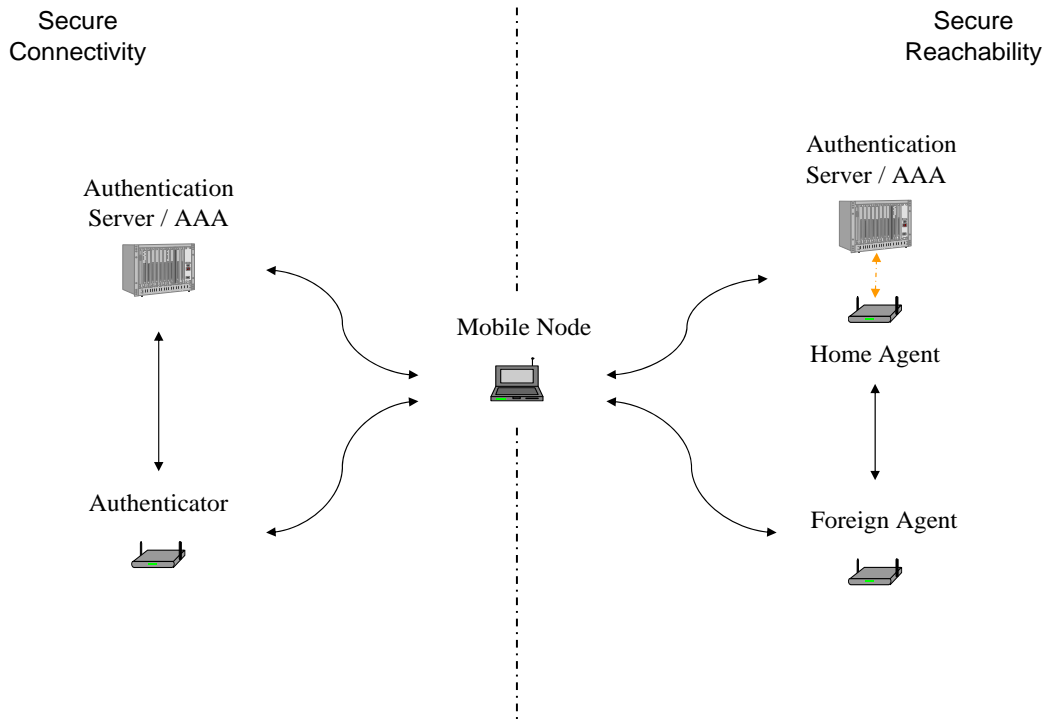 Secure
Connectivity
Secure
Reachability
Authentication
Server / AAA
Authentication
Server / AAA
Mobile Node
Home Agent
Authenticator
Foreign Agent